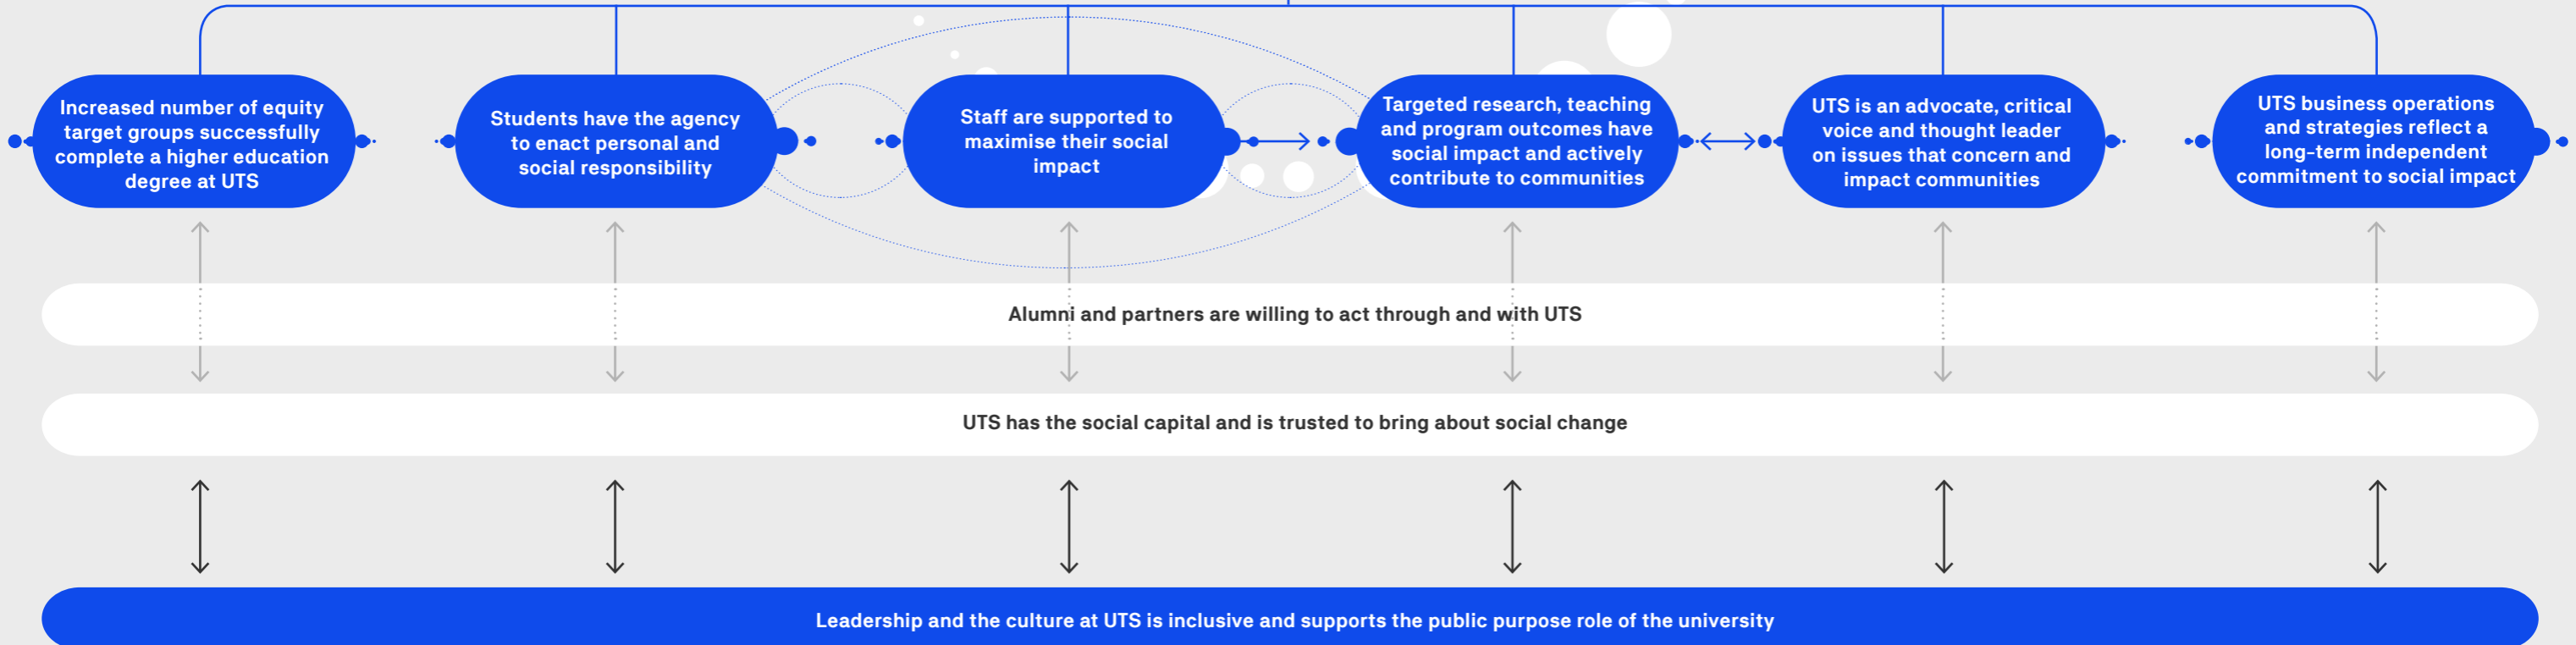 Increased number of equity
target groups successfully
complete a higher education
degree at UTS
Students have the agency
to enact personal and
social responsibility
Staff are supported to
maximise their social
impact
Targeted research, teaching
and program outcomes have
social impact and actively
contribute to communities
UTS is an advocate, critical
voice and thought leader
on issues that concern and
impact communities
UTS business operations
and strategies reflect a
long-term independent
commitment to social impact
Alumni and partners are willing to act through and with UTS
UTS has the social capital and is trusted to bring about social change
Leadership and the culture at UTS is inclusive and supports the public purpose role of the university